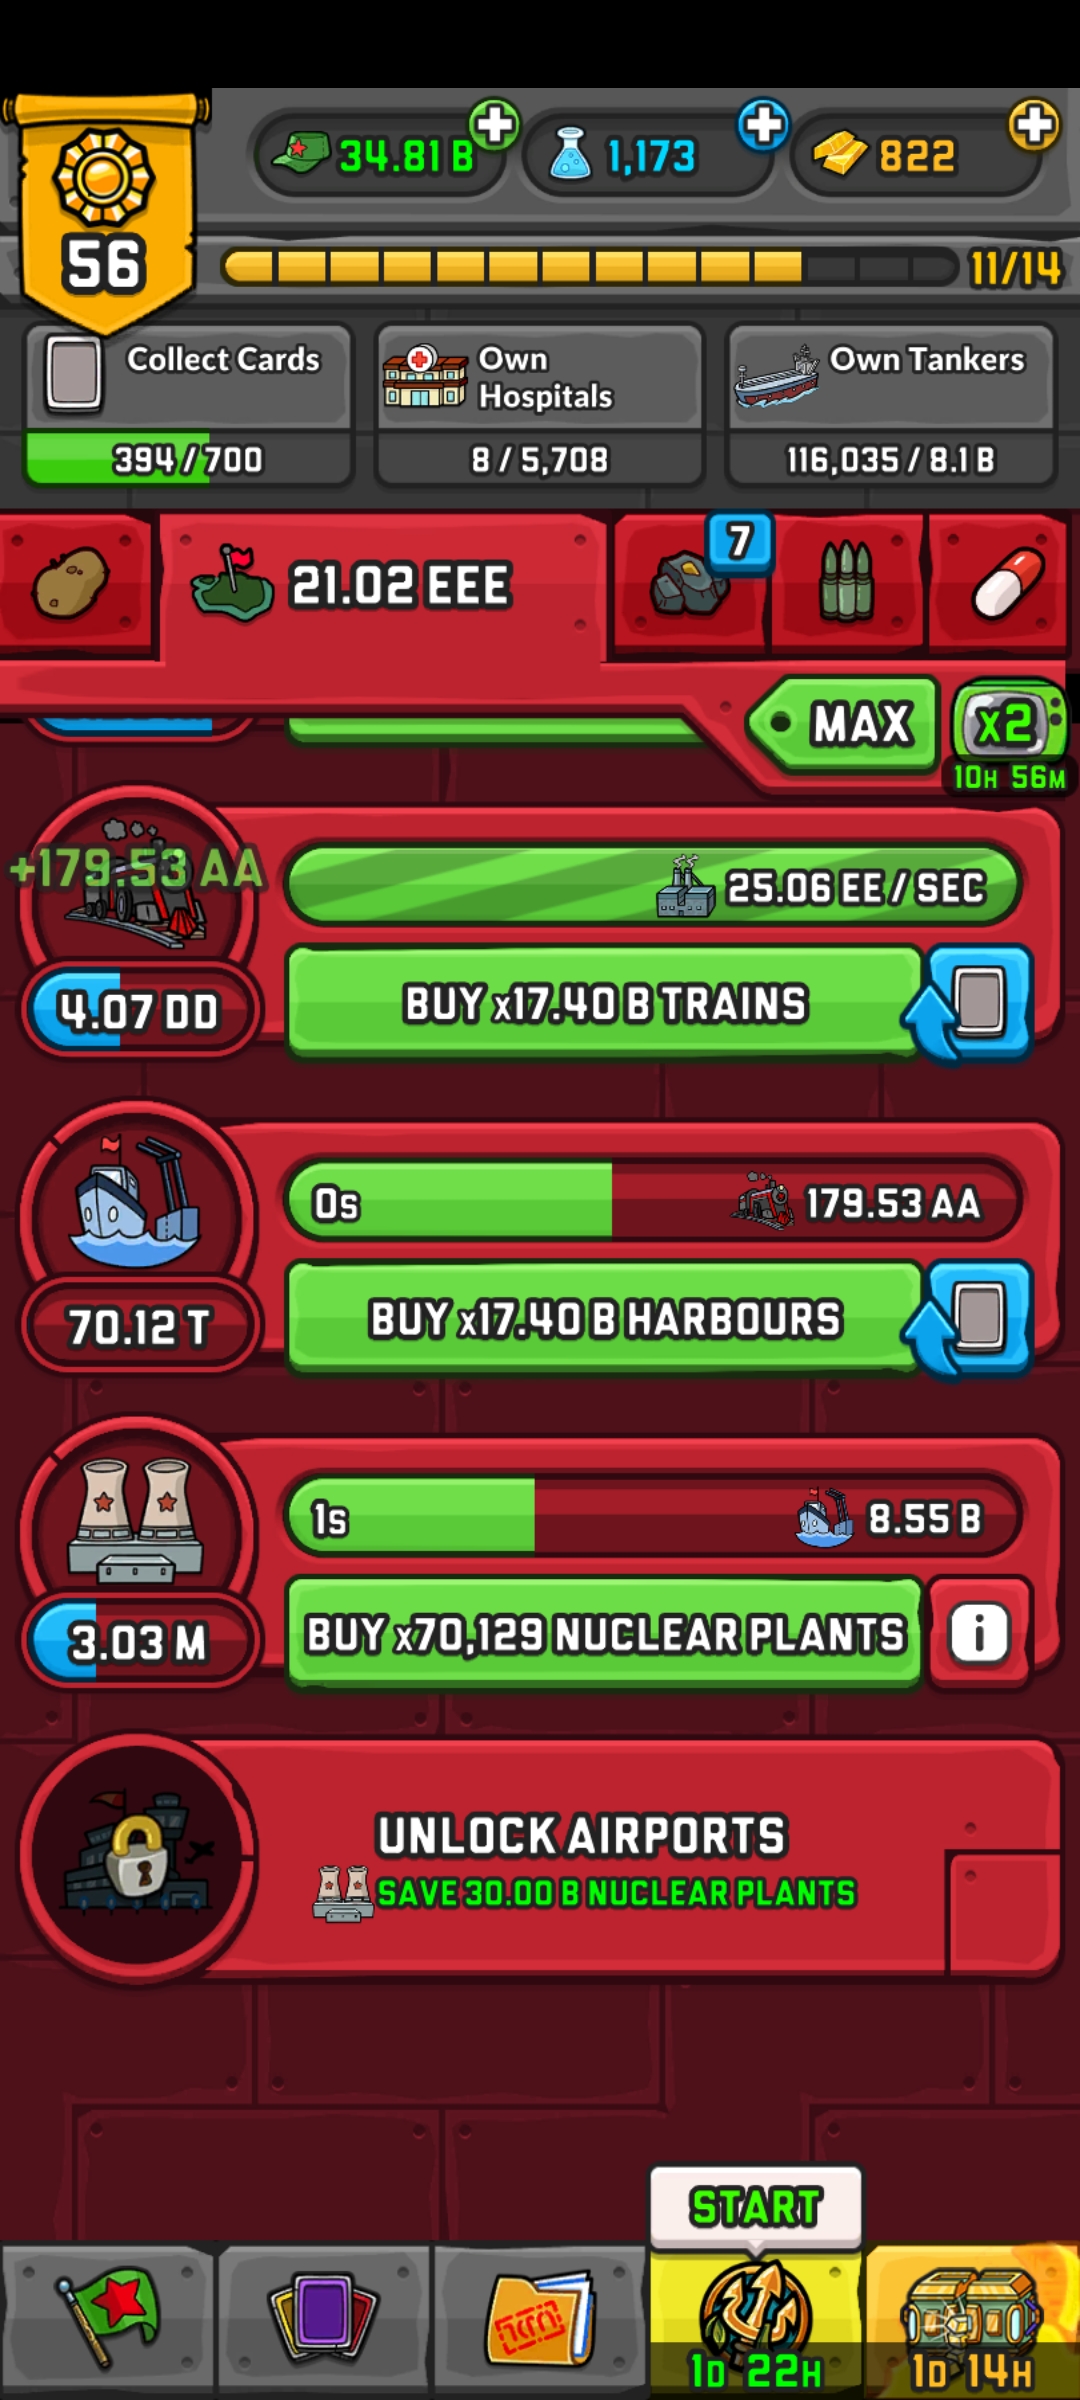 34.81 B
1,173
822
56
11/14
Collect Cards
394 / 700
Own
Hospitals
8 / 5,708
Own Tankers
116,035 / 8.1 B
21.02 EEE
7
MAX
x2
10H 56M
+179.53 AA
25.06 EE / SEC
4.07 DD
BUY x17.40 B TRAINS
0s
179.53 AA
70.12 T
BUY x17.40 B HARBOURS
1s
8.55 B
3.03 M
BUY x70,129 NUCLEAR PLANTS
i
UNLOCK AIRPORTS
SAVE 30.00 B NUCLEAR PLANTS
START
1D 22H
1D 14H